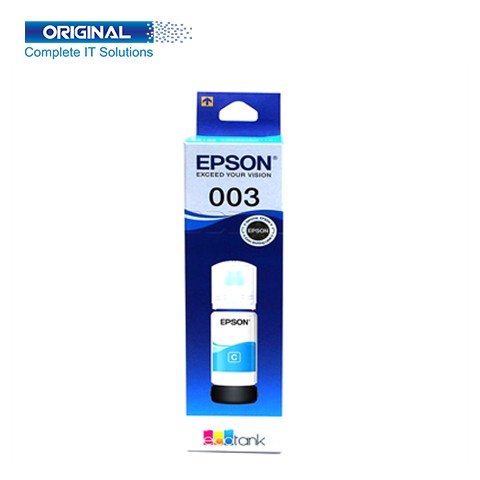 ORIGINAL
Complete IT Solutions
EPSON®
EXCEED YOUR VISION
003
EPSON
EPSON
C
ecotank